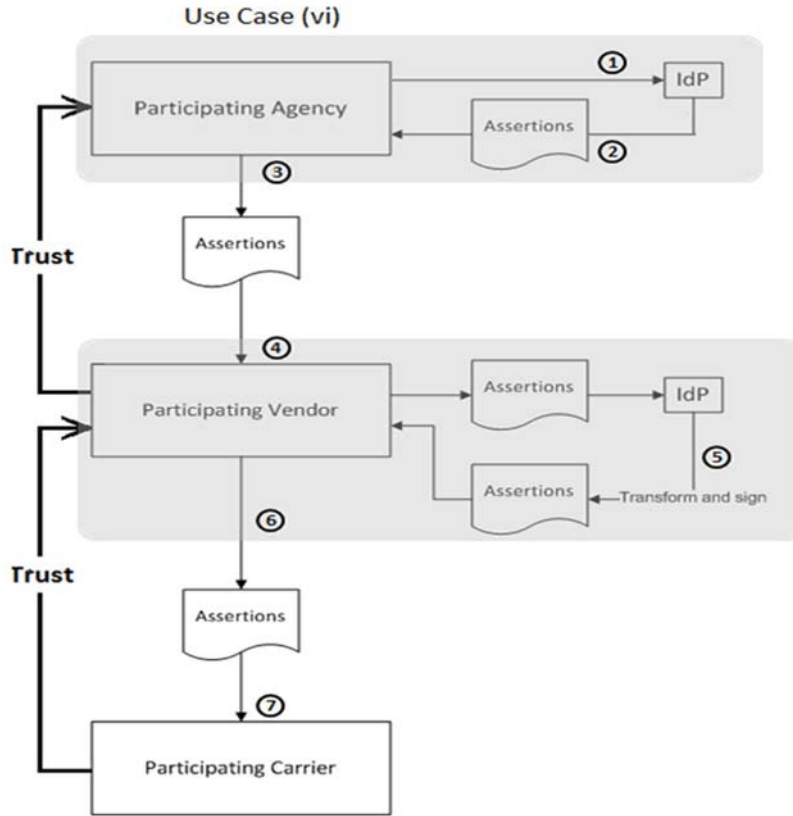 Use Case (vi)
①
Participating Agency
IdP
Assertions
②
③
Assertions
Trust
④
Participating Vendor
Assertions
IdP
⑤
Assertions
Transform and sign
⑥
Trust
Assertions
⑦
Participating Carrier